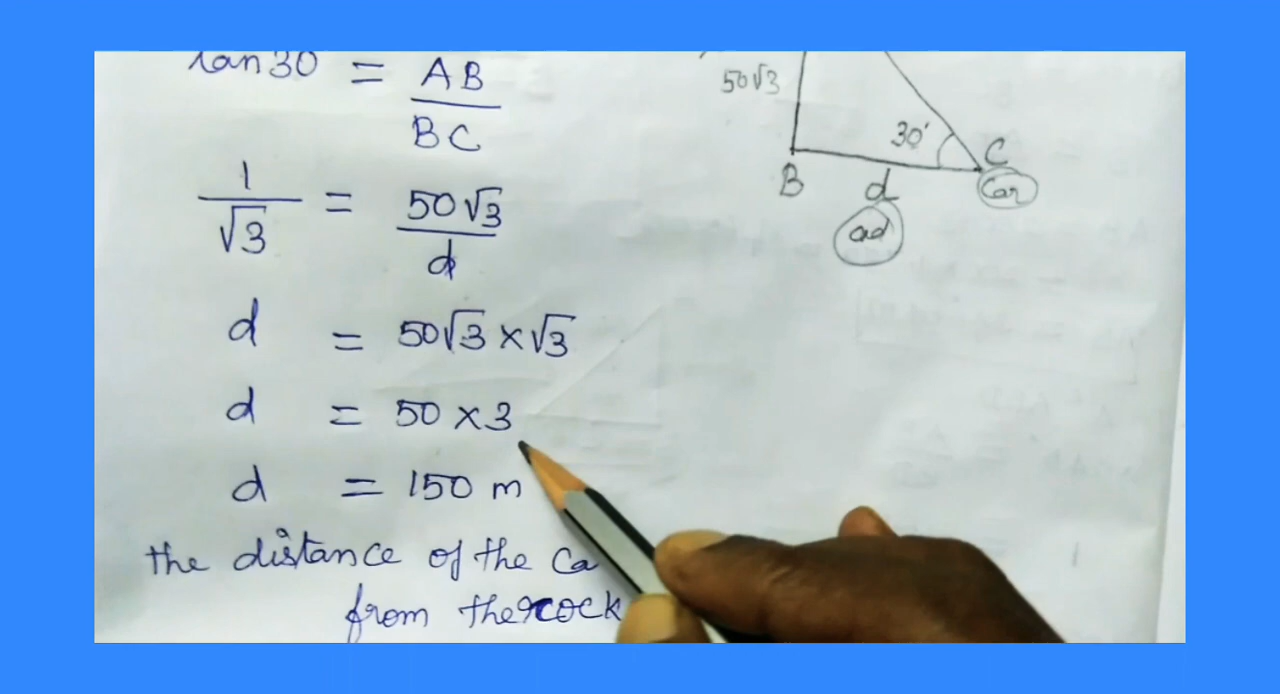 tan 30 = AB
BC
1 = 50√3
√3 d
d = 50√3 × √3
d = 50 × 3
d = 150 m
the distance of the Ca
from the rock
50√3
30°
B
d
C
Car
ad